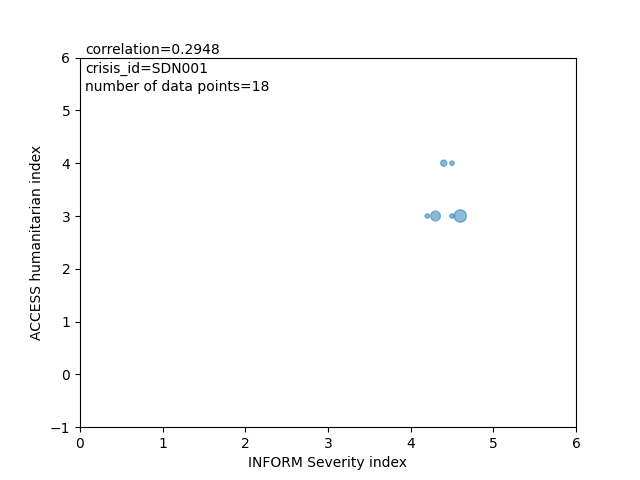 correlation=0.2948
crisis_id=SDN001
number of data points=18
6
5
4
3
2
1
0
−1
ACCESS humanitarian index
0 1 2 3 4 5 6
INFORM Severity index